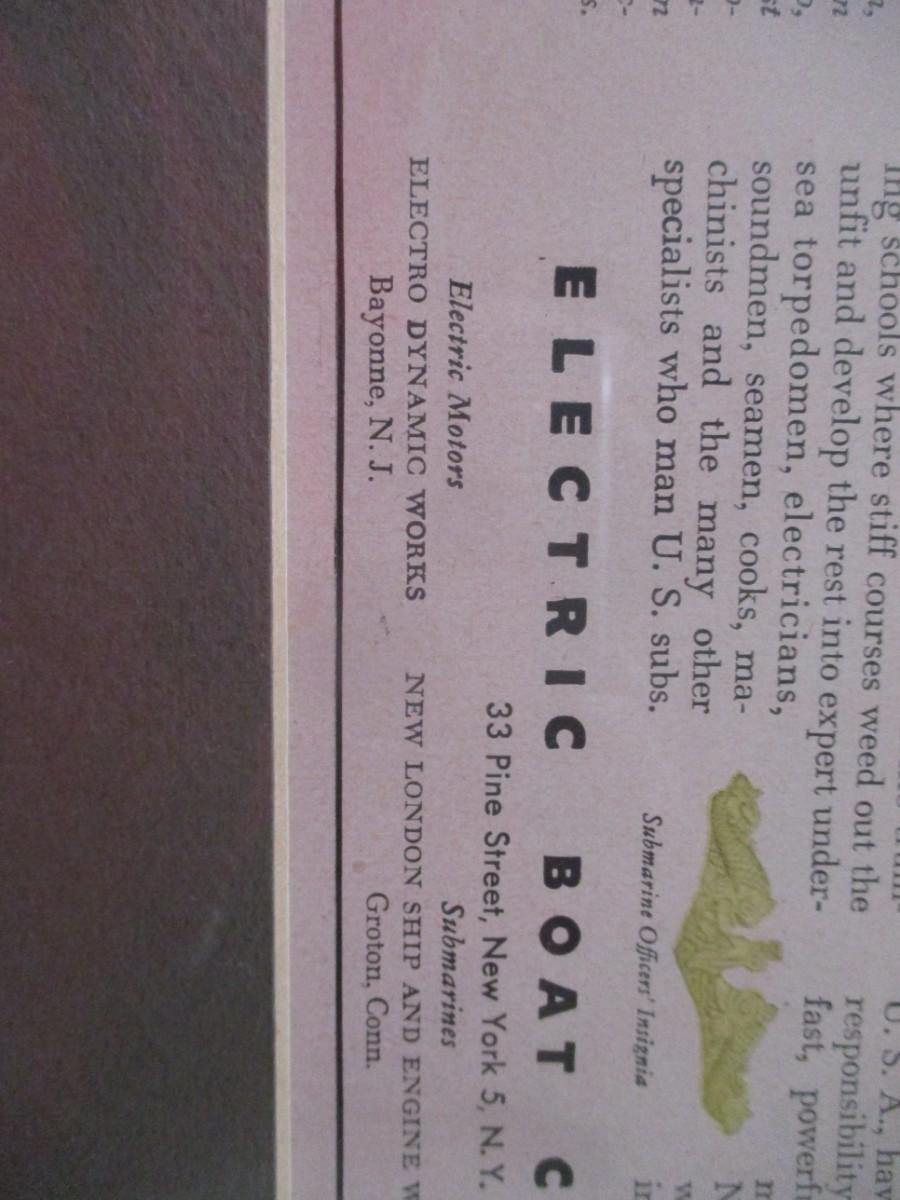 schools where stiff courses weed out the
unfit and develop the rest into expert under-
sea torpedomen, electricians,
soundmen, seamen, cooks, ma-
chinists and the many other
specialists who man U. S. subs.
Submarine Officers' Insignia
U. S. A., hav
responsibility
fast, powerf
ELECTRIC BOAT C
33 Pine Street, New York 5, N. Y.
Electric Motors
ELECTRO DYNAMIC WORKS
Bayonne, N. J.
Submarines
NEW LONDON SHIP AND ENGINE W
Groton, Conn.